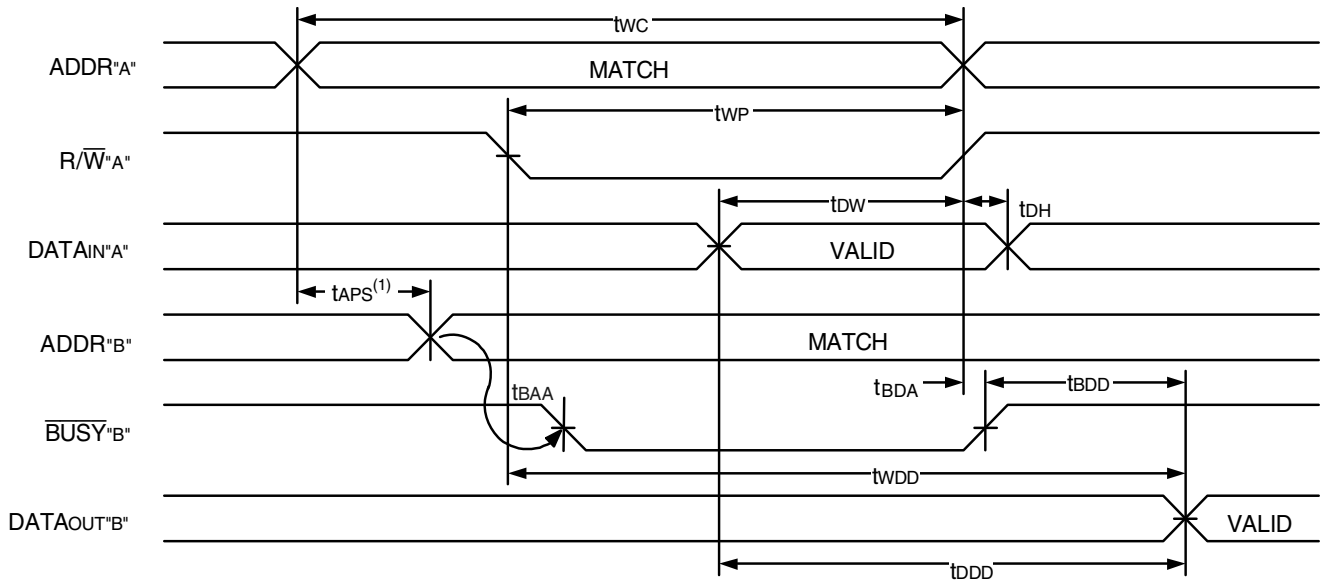 tWC
ADDR"A"
MATCH
tWP
R/W̅"A"
tDW
tDH
DATAIN"A"
VALID
tAPS(1)
ADDR"B"
MATCH
tBAA
tBDA
tBDD
B̅U̅S̅Y̅"B"
tWDD
DATAOUT"B"
VALID
tDDD